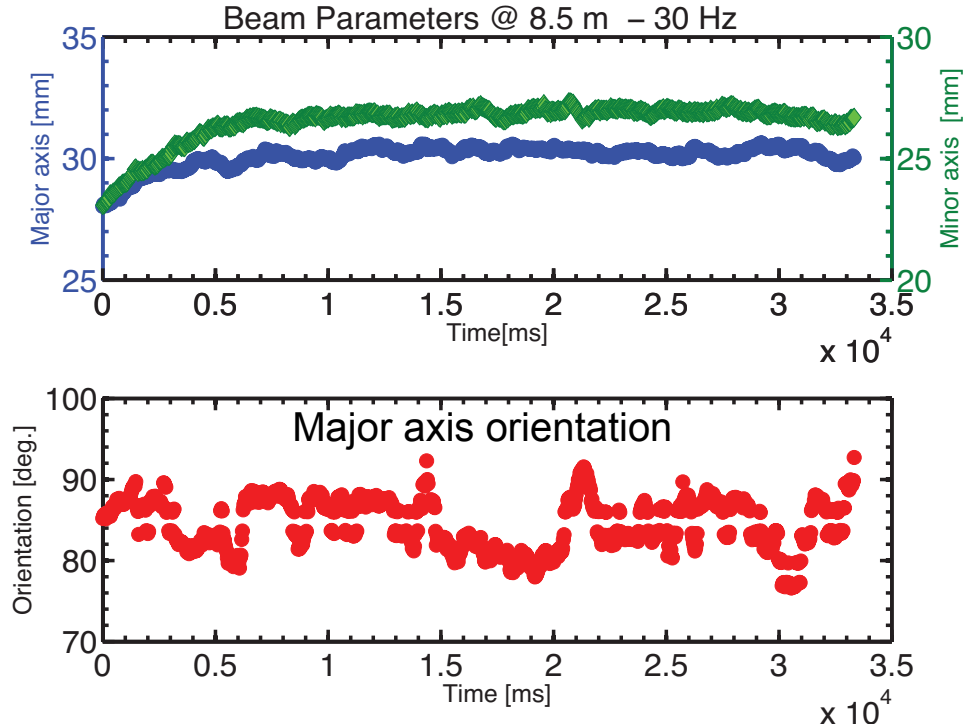 Beam Parameters @ 8.5 m – 30 Hz
35
30
25
Major axis [mm]
30
25
20
Minor axis [mm]
0 0.5 1 1.5 2 2.5 3 3.5
Time[ms]
x 10^4
100
90
80
70
Orientation [deg.]
Major axis orientation
0 0.5 1 1.5 2 2.5 3 3.5
Time [ms]
x 10^4